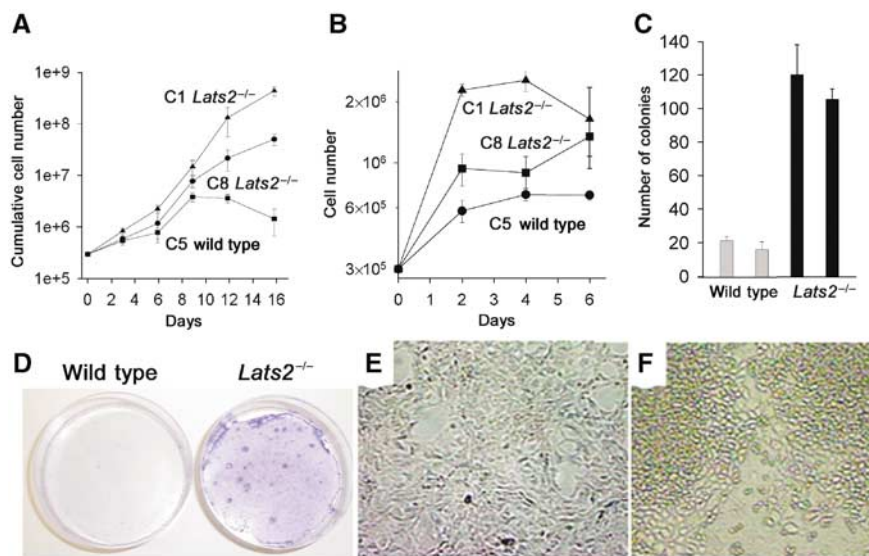 A
Cumulative cell number
1e+9
1e+8
1e+7
1e+6
1e+5
C1 Lats2−/−
C8 Lats2−/−
C5 wild type
0 2 4 6 8 10 12 14 16
Days
B
Cell number
2×10⁶
1×10⁶
6×10⁵
3×10⁵
C1 Lats2−/−
C8 Lats2−/−
C5 wild type
0 1 2 3 4 5 6
Days
C
Number of colonies
140
120
100
80
60
40
20
0
Wild type Lats2−/−
D
Wild type Lats2−/−
E
F